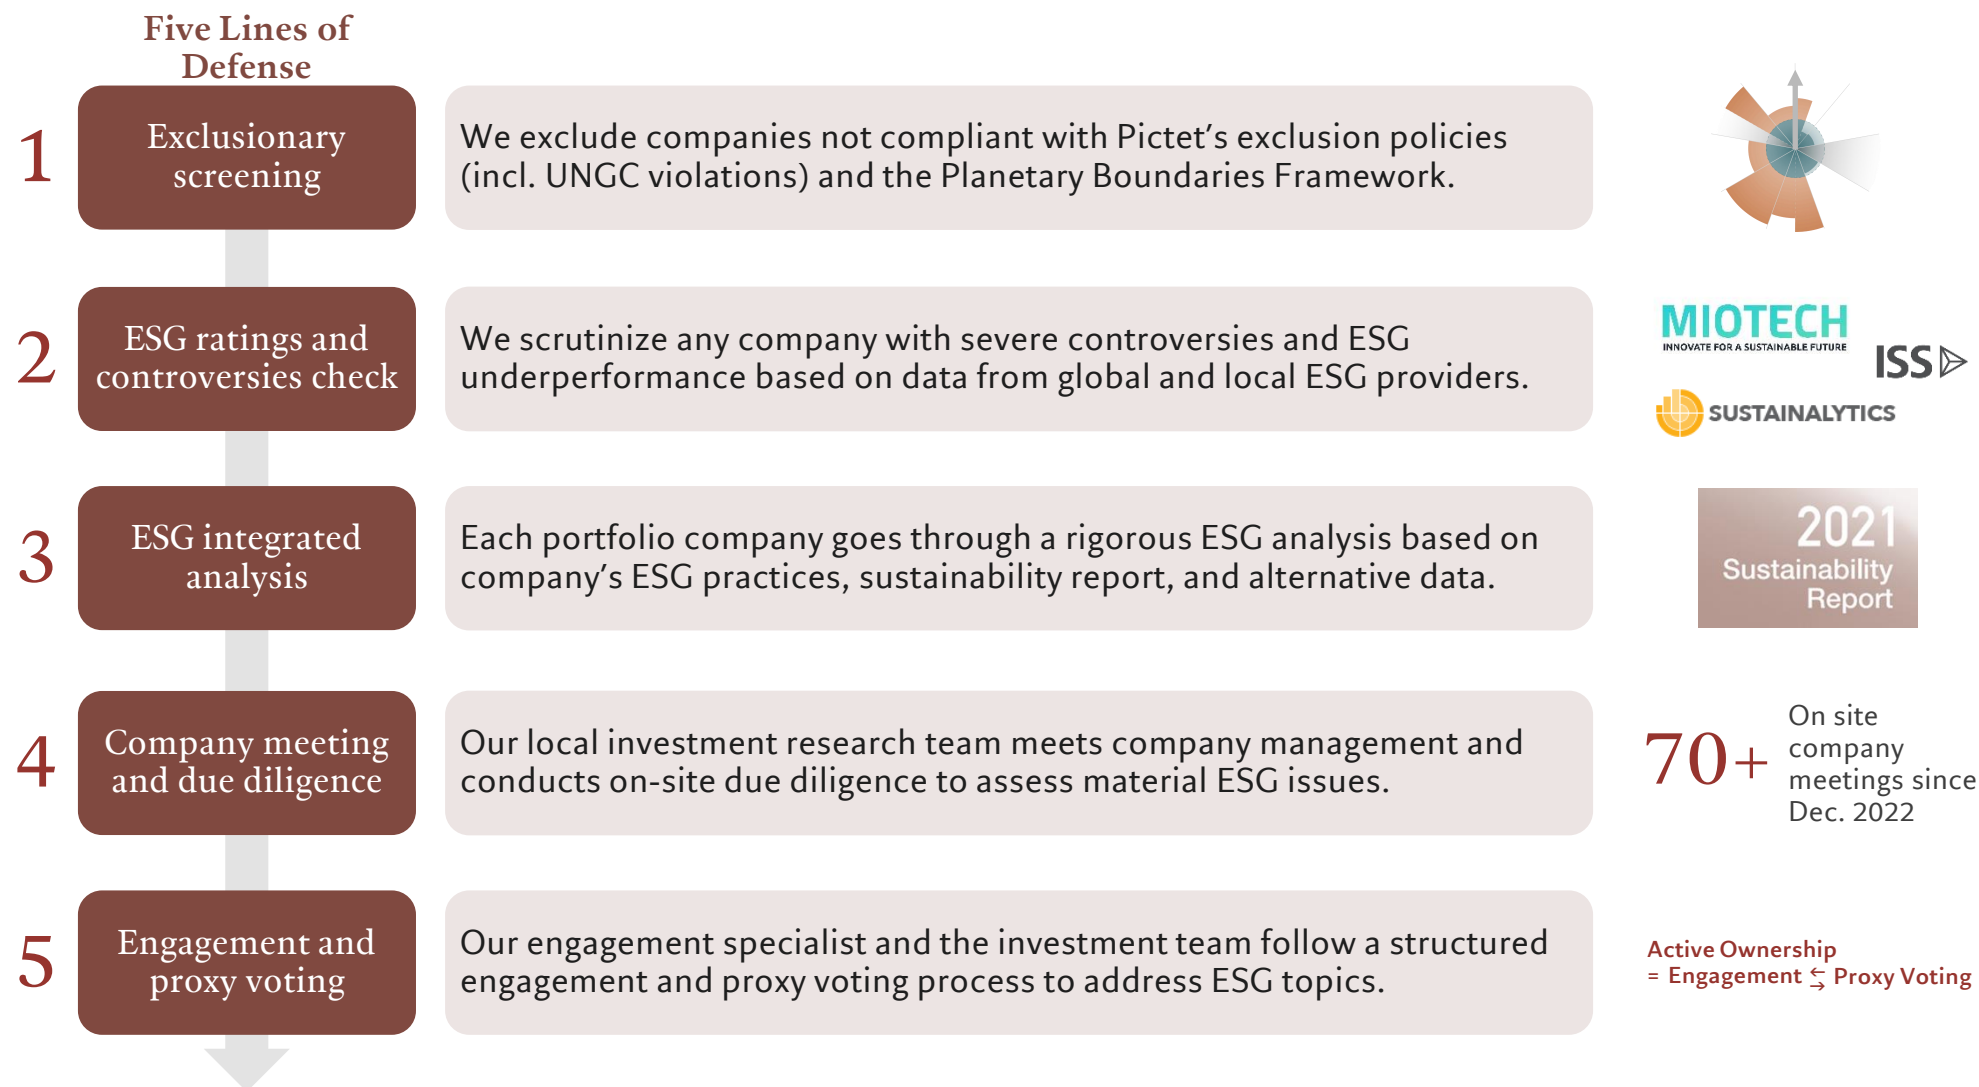 Five Lines of
Defense
1
Exclusionary
screening
We exclude companies not compliant with Pictet’s exclusion policies
(incl. UNGC violations) and the Planetary Boundaries Framework.
2
ESG ratings and
controversies check
We scrutinize any company with severe controversies and ESG
underperformance based on data from global and local ESG providers.
MIOTECH
INNOVATE FOR A SUSTAINABLE FUTURE
ISS
SUSTAINALYTICS
3
ESG integrated
analysis
Each portfolio company goes through a rigorous ESG analysis based on
company’s ESG practices, sustainability report, and alternative data.
2021
Sustainability
Report
4
Company meeting
and due diligence
Our local investment research team meets company management and
conducts on-site due diligence to assess material ESG issues.
70+
On site
company
meetings since
Dec. 2022
5
Engagement and
proxy voting
Our engagement specialist and the investment team follow a structured
engagement and proxy voting process to address ESG topics.
Active Ownership
= Engagement ⇆ Proxy Voting